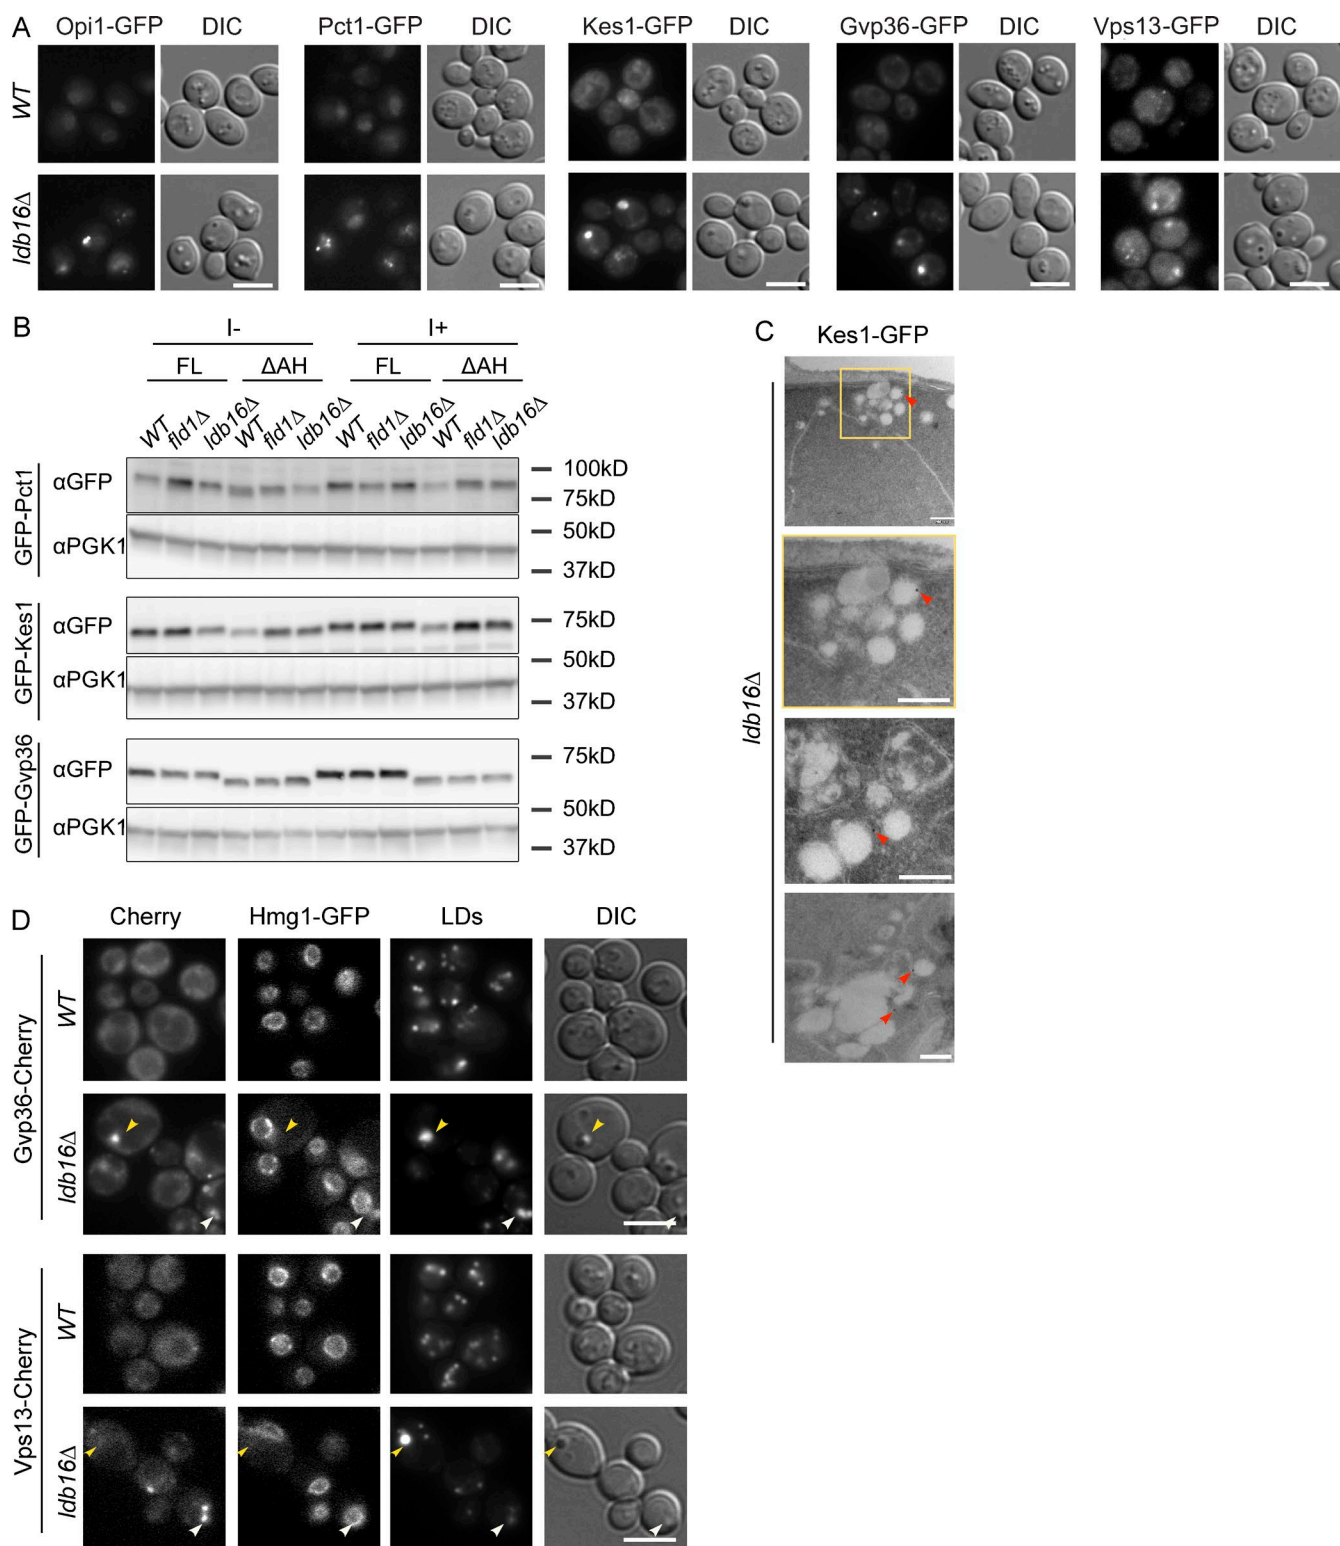 A
Opi1-GFP DIC Pct1-GFP DIC Kes1-GFP DIC Gvp36-GFP DIC Vps13-GFP DIC
WT
ldb16Δ
B
I- I+
FL ΔAH FL ΔAH
WT fld1Δ ldb16Δ WT fld1Δ ldb16Δ WT fld1Δ ldb16Δ WT fld1Δ ldb16Δ
GFP-Pct1
αGFP
100kD
75kD
αPGK1
50kD
37kD
GFP-Kes1
αGFP
75kD
αPGK1
50kD
37kD
GFP-Gvp36
αGFP
75kD
αPGK1
50kD
37kD
C
Kes1-GFP
ldb16Δ
D
Cherry Hmg1-GFP LDs DIC
Gvp36-Cherry
WT
ldb16Δ
Vps13-Cherry
WT
ldb16Δ